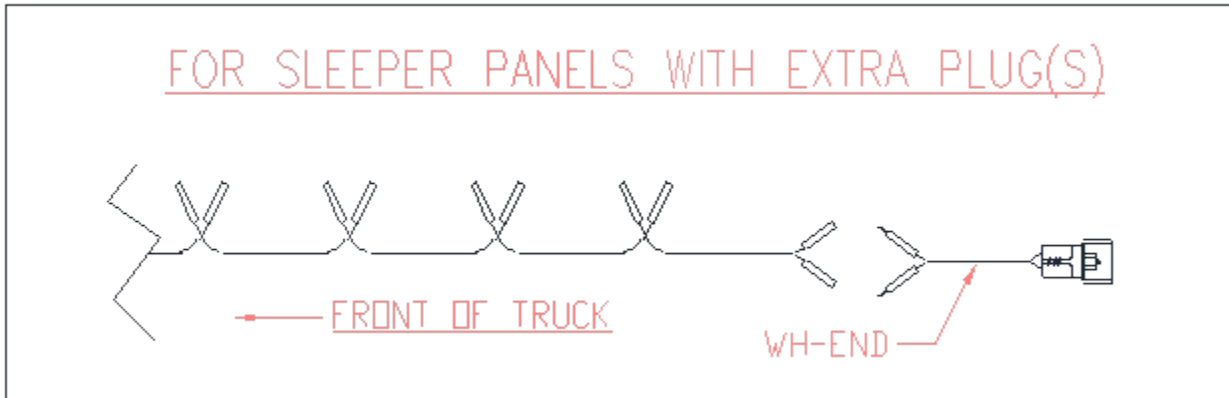 FOR SLEEPER PANELS WITH EXTRA PLUG(S)
FRONT OF TRUCK
WH-END